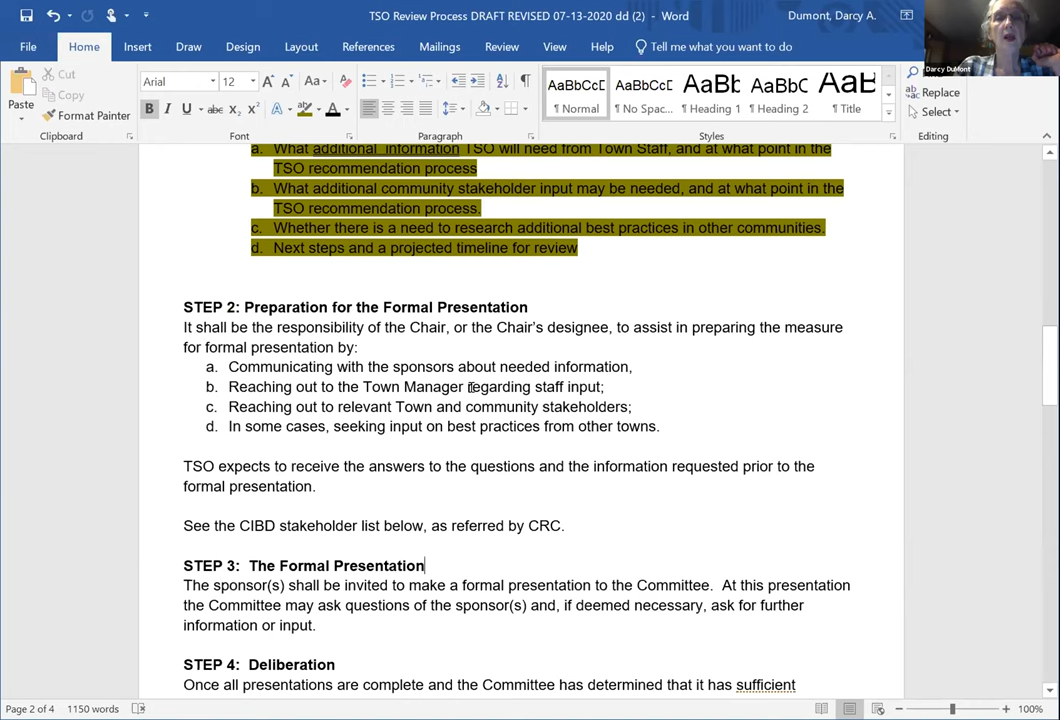 TSO Review Process DRAFT REVISED 07-13-2020 dd (2) - Word
Dumont, Darcy A.
File Home Insert Draw Design Layout References Mailings Review View Help Tell me what you want to do
Darcy DuMont
Paste
Cut
Copy
Format Painter
Clipboard
Arial 12
Font
Paragraph
AaBbCcD AaBbCcD AaBb( AaBbCcD AaB
¶ Normal ¶ No Spac... Heading 1 Heading 2 Title
Styles
Replace
Select
Editing
a. What additional information TSO will need from Town Staff, and at what point in the
TSO recommendation process
b. What additional community stakeholder input may be needed, and at what point in the
TSO recommendation process.
c. Whether there is a need to research additional best practices in other communities.
d. Next steps and a projected timeline for review
STEP 2: Preparation for the Formal Presentation
It shall be the responsibility of the Chair, or the Chair's designee, to assist in preparing the measure
for formal presentation by:
a. Communicating with the sponsors about needed information,
b. Reaching out to the Town Manager regarding staff input;
c. Reaching out to relevant Town and community stakeholders;
d. In some cases, seeking input on best practices from other towns.
TSO expects to receive the answers to the questions and the information requested prior to the
formal presentation.
See the CIBD stakeholder list below, as referred by CRC.
STEP 3: The Formal Presentation
The sponsor(s) shall be invited to make a formal presentation to the Committee. At this presentation
the Committee may ask questions of the sponsor(s) and, if deemed necessary, ask for further
information or input.
STEP 4: Deliberation
Once all presentations are complete and the Committee has determined that it has sufficient
Page 2 of 4 1150 words
100%